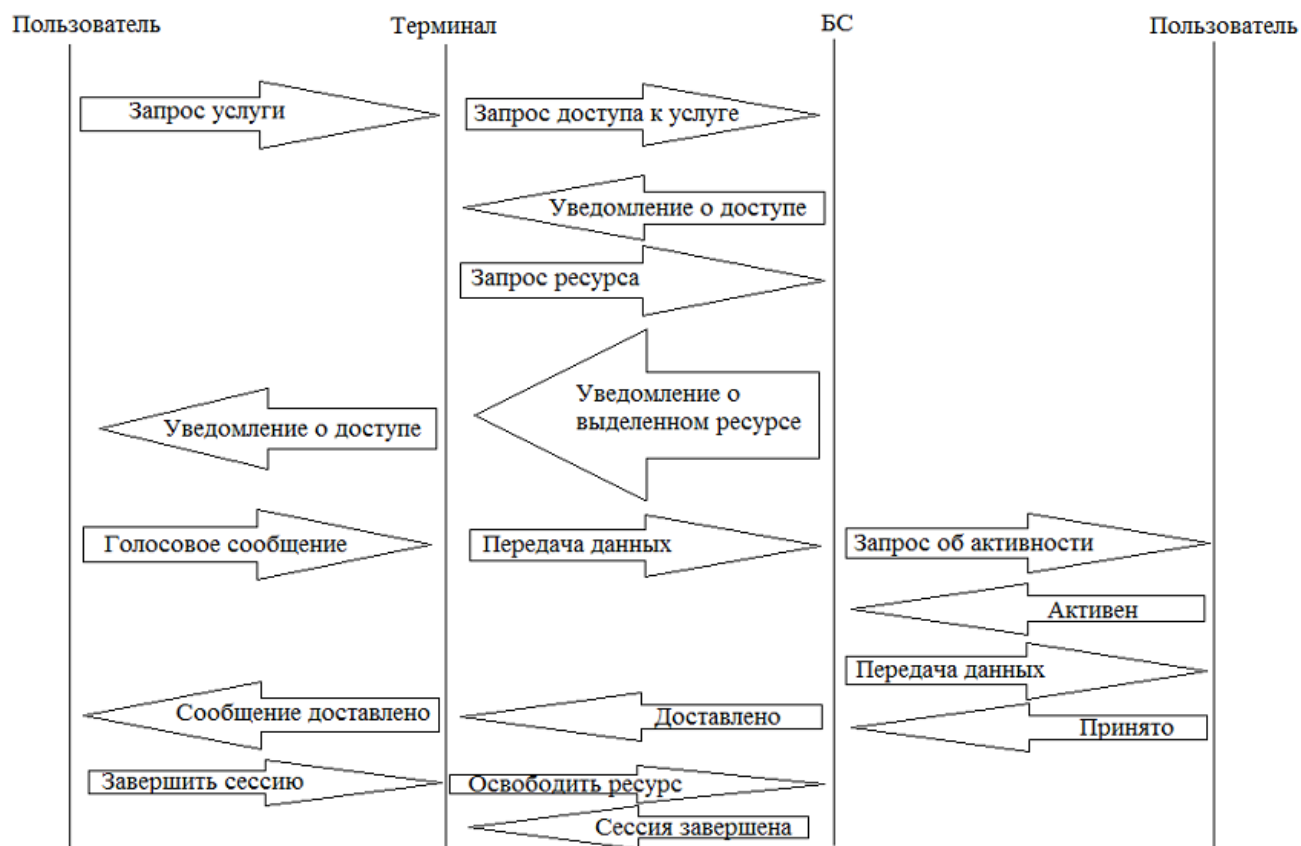 Пользователь
Терминал
БС
Пользователь
Запрос услуги
Запрос доступа к услуге
Уведомление о доступе
Запрос ресурса
Уведомление о
выделенном ресурсе
Уведомление о доступе
Голосовое сообщение
Передача данных
Запрос об активности
Активен
Передача данных
Сообщение доставлено
Доставлено
Принято
Завершить сессию
Освободить ресурс
Сессия завершена